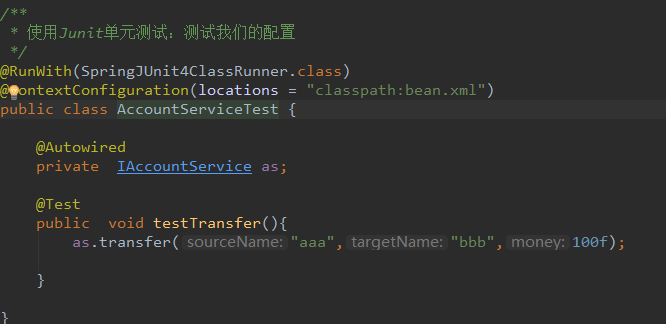 /**
 * 使用Junit单元测试：测试我们的配置
 */
@RunWith(SpringJUnit4ClassRunner.class)
@ContextConfiguration(locations = "classpath:bean.xml")
public class AccountServiceTest {
    @Autowired
    private  IAccountService as;
    @Test
    public  void testTransfer(){
        as.transfer( sourceName: "aaa", targetName: "bbb", money: 100f);
    }
}